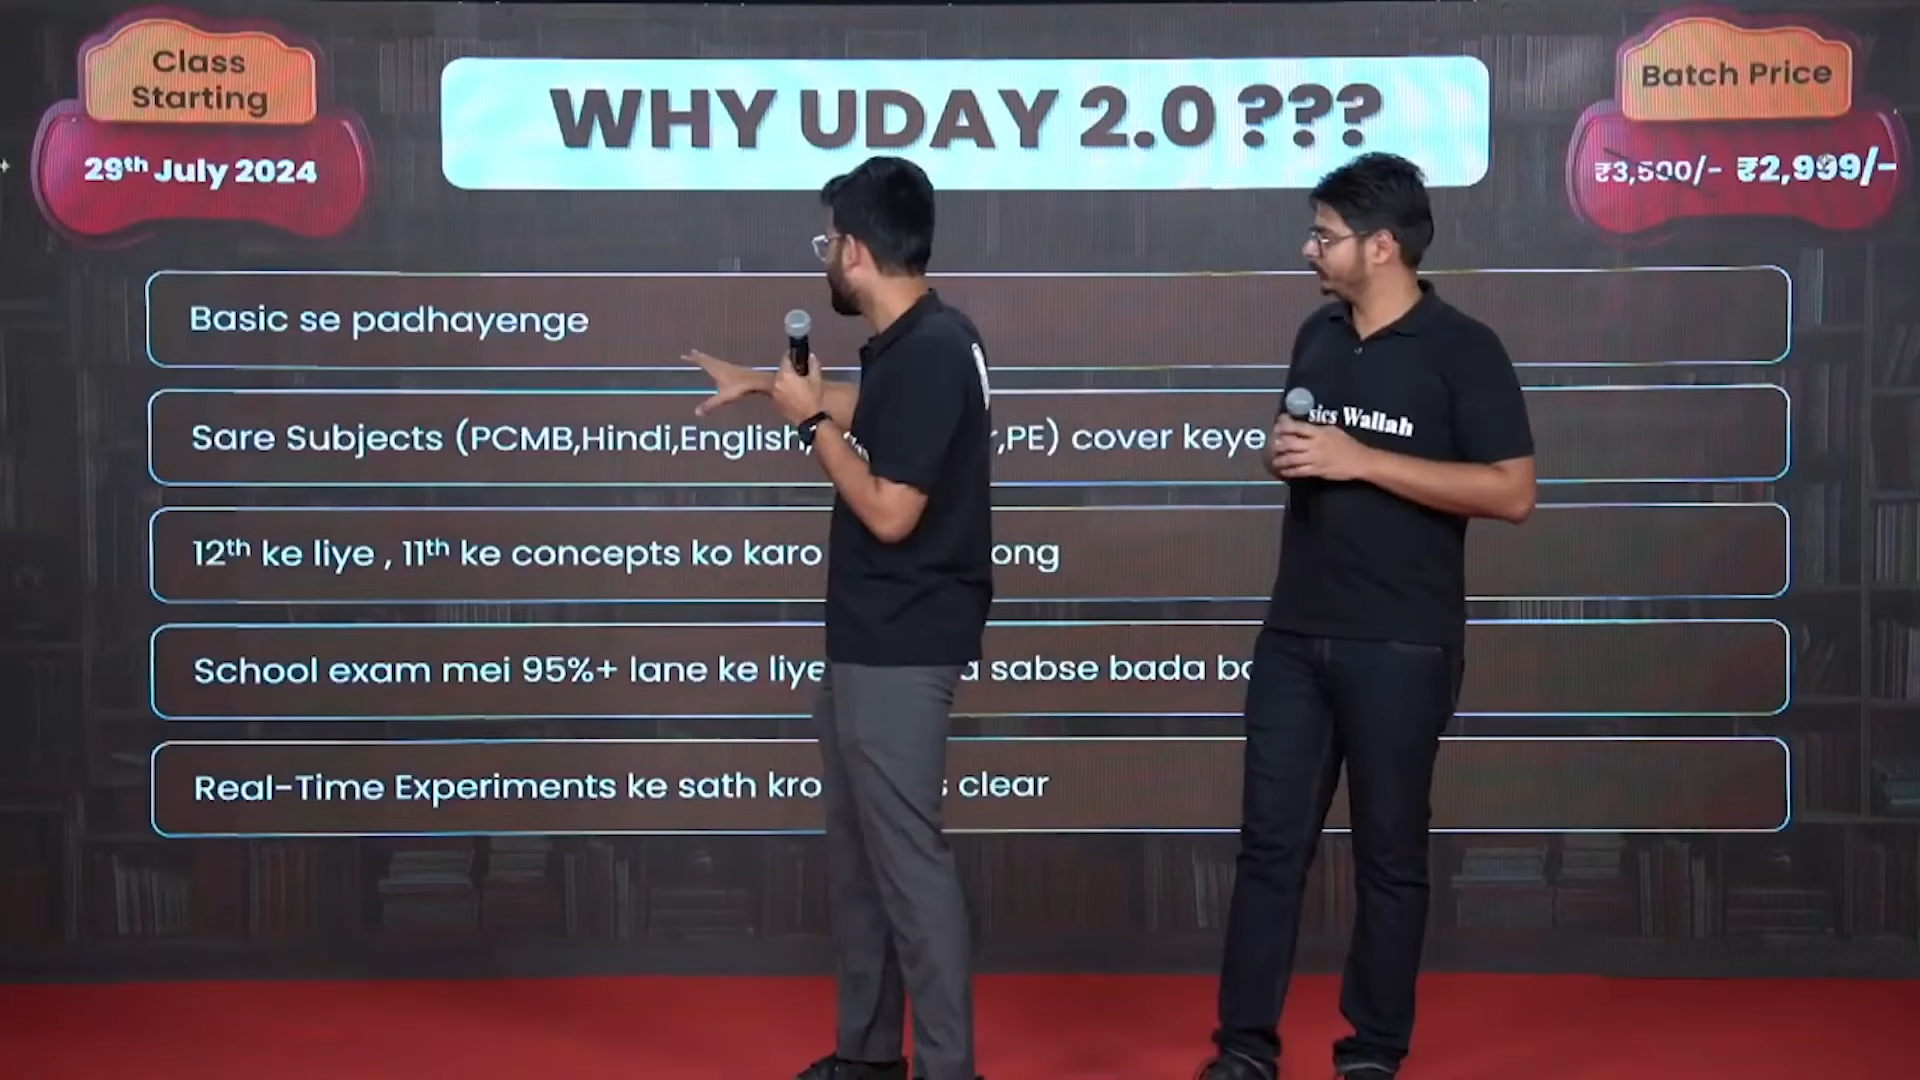 Class
Starting
29th July 2024
WHY UDAY 2.0 ???
Batch Price
₹3,500/- ₹2,999/-
Basic se padhayenge
Sare Subjects (PCMB,Hindi,English, ,PE) cover keye
12th ke liye , 11th ke concepts ko karo
School exam mei 95%+ lane ke liye sabse bada
Real-Time Experiments ke sath kro clear
Wallah